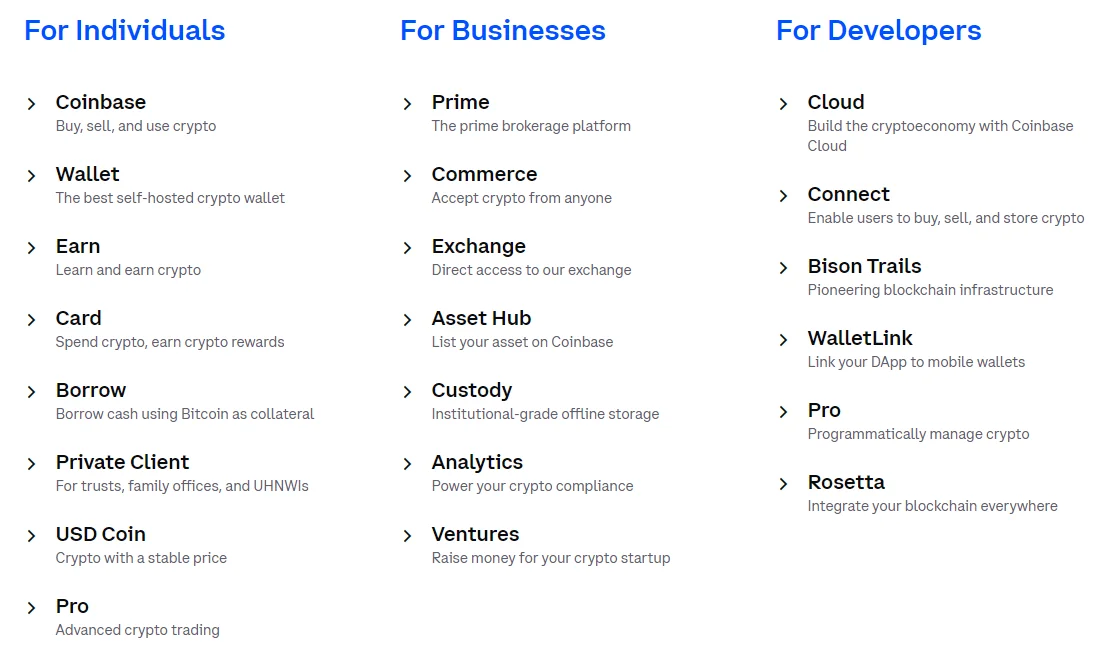 For Individuals
Coinbase
Buy, sell, and use crypto
Wallet
The best self-hosted crypto wallet
Earn
Learn and earn crypto
Card
Spend crypto, earn crypto rewards
Borrow
Borrow cash using Bitcoin as collateral
Private Client
For trusts, family offices, and UHNWIs
USD Coin
Crypto with a stable price
Pro
Advanced crypto trading
For Businesses
Prime
The prime brokerage platform
Commerce
Accept crypto from anyone
Exchange
Direct access to our exchange
Asset Hub
List your asset on Coinbase
Custody
Institutional-grade offline storage
Analytics
Power your crypto compliance
Ventures
Raise money for your crypto startup
For Developers
Cloud
Build the cryptoeconomy with Coinbase
Cloud
Connect
Enable users to buy, sell, and store crypto
Bison Trails
Pioneering blockchain infrastructure
WalletLink
Link your DApp to mobile wallets
Pro
Programmatically manage crypto
Rosetta
Integrate your blockchain everywhere